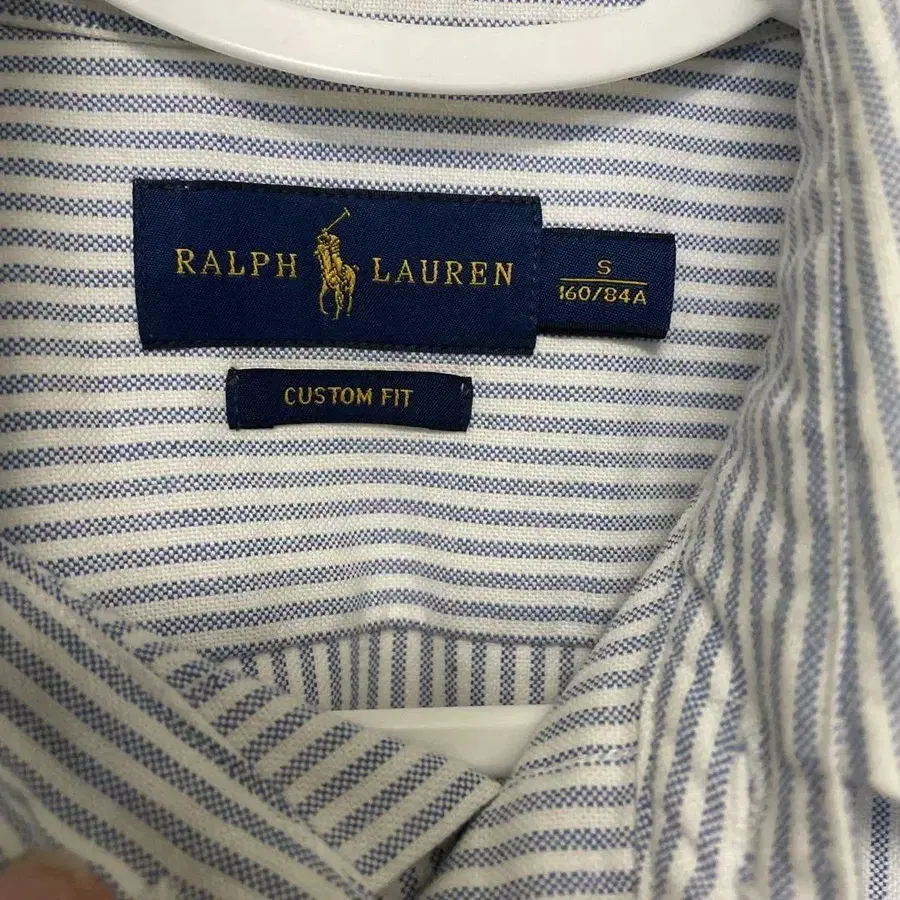 RALPH LAUREN
S
160/84A
CUSTOM FIT